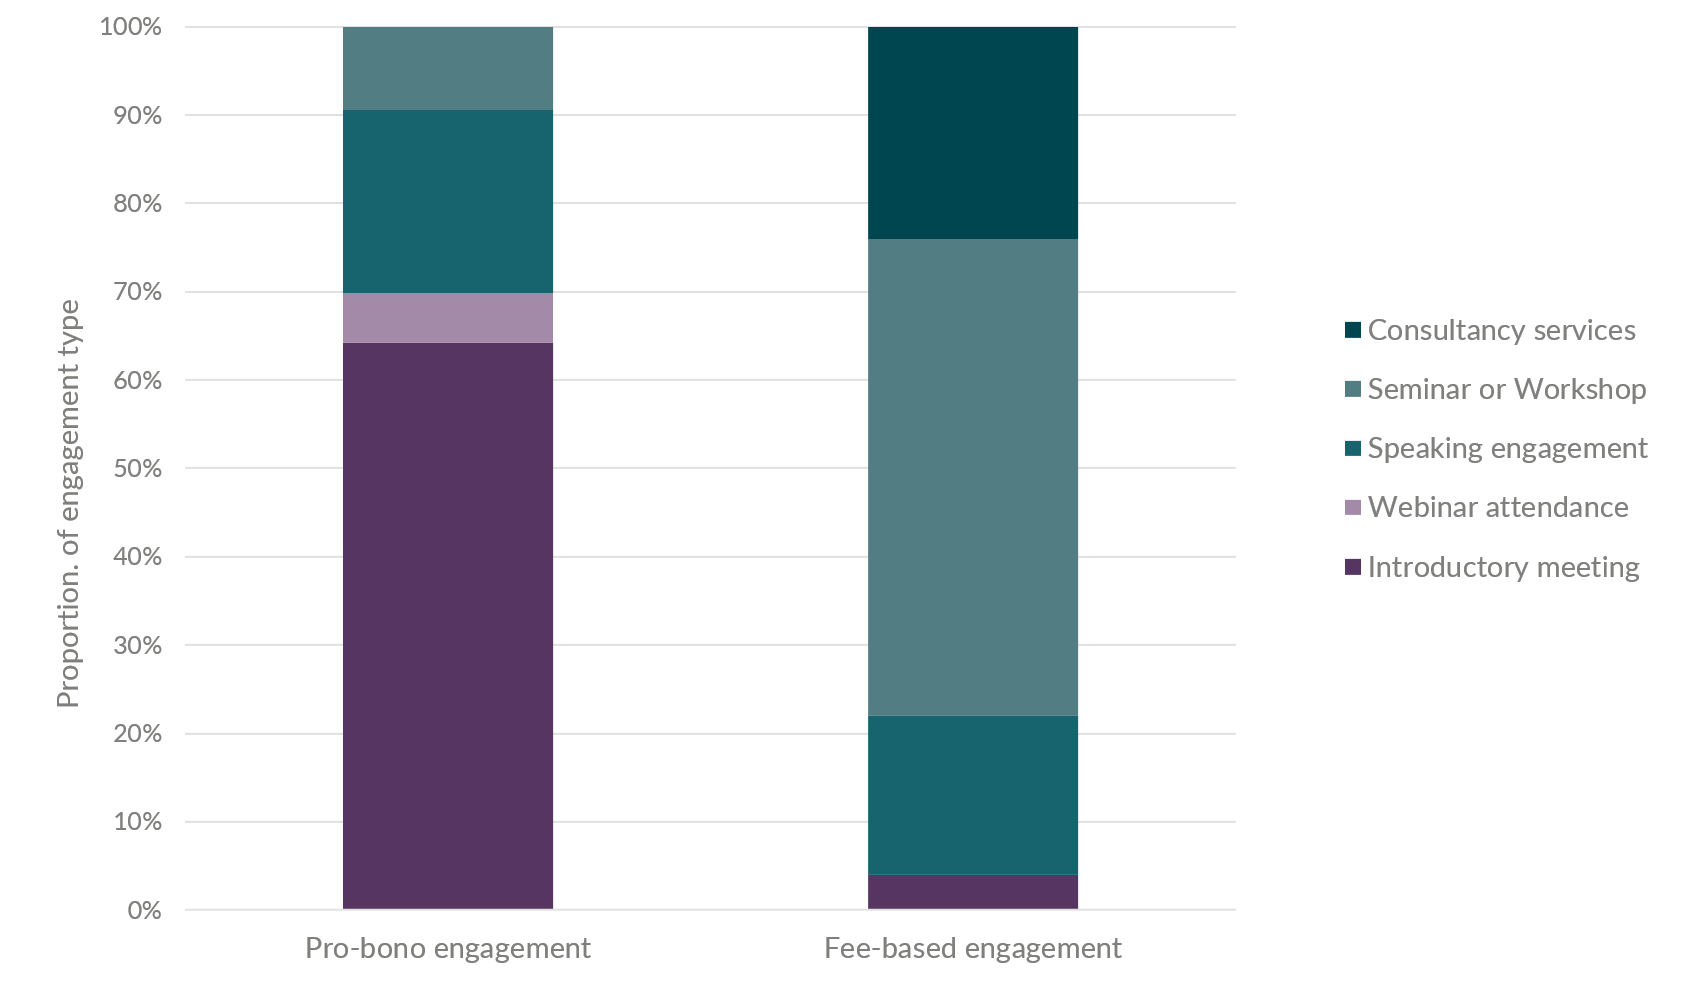 100%
90%
80%
70%
60%
50%
40%
30%
20%
10%
0%
Proportion. of engagement type
Pro-bono engagement
Fee-based engagement
Consultancy services
Seminar or Workshop
Speaking engagement
Webinar attendance
Introductory meeting